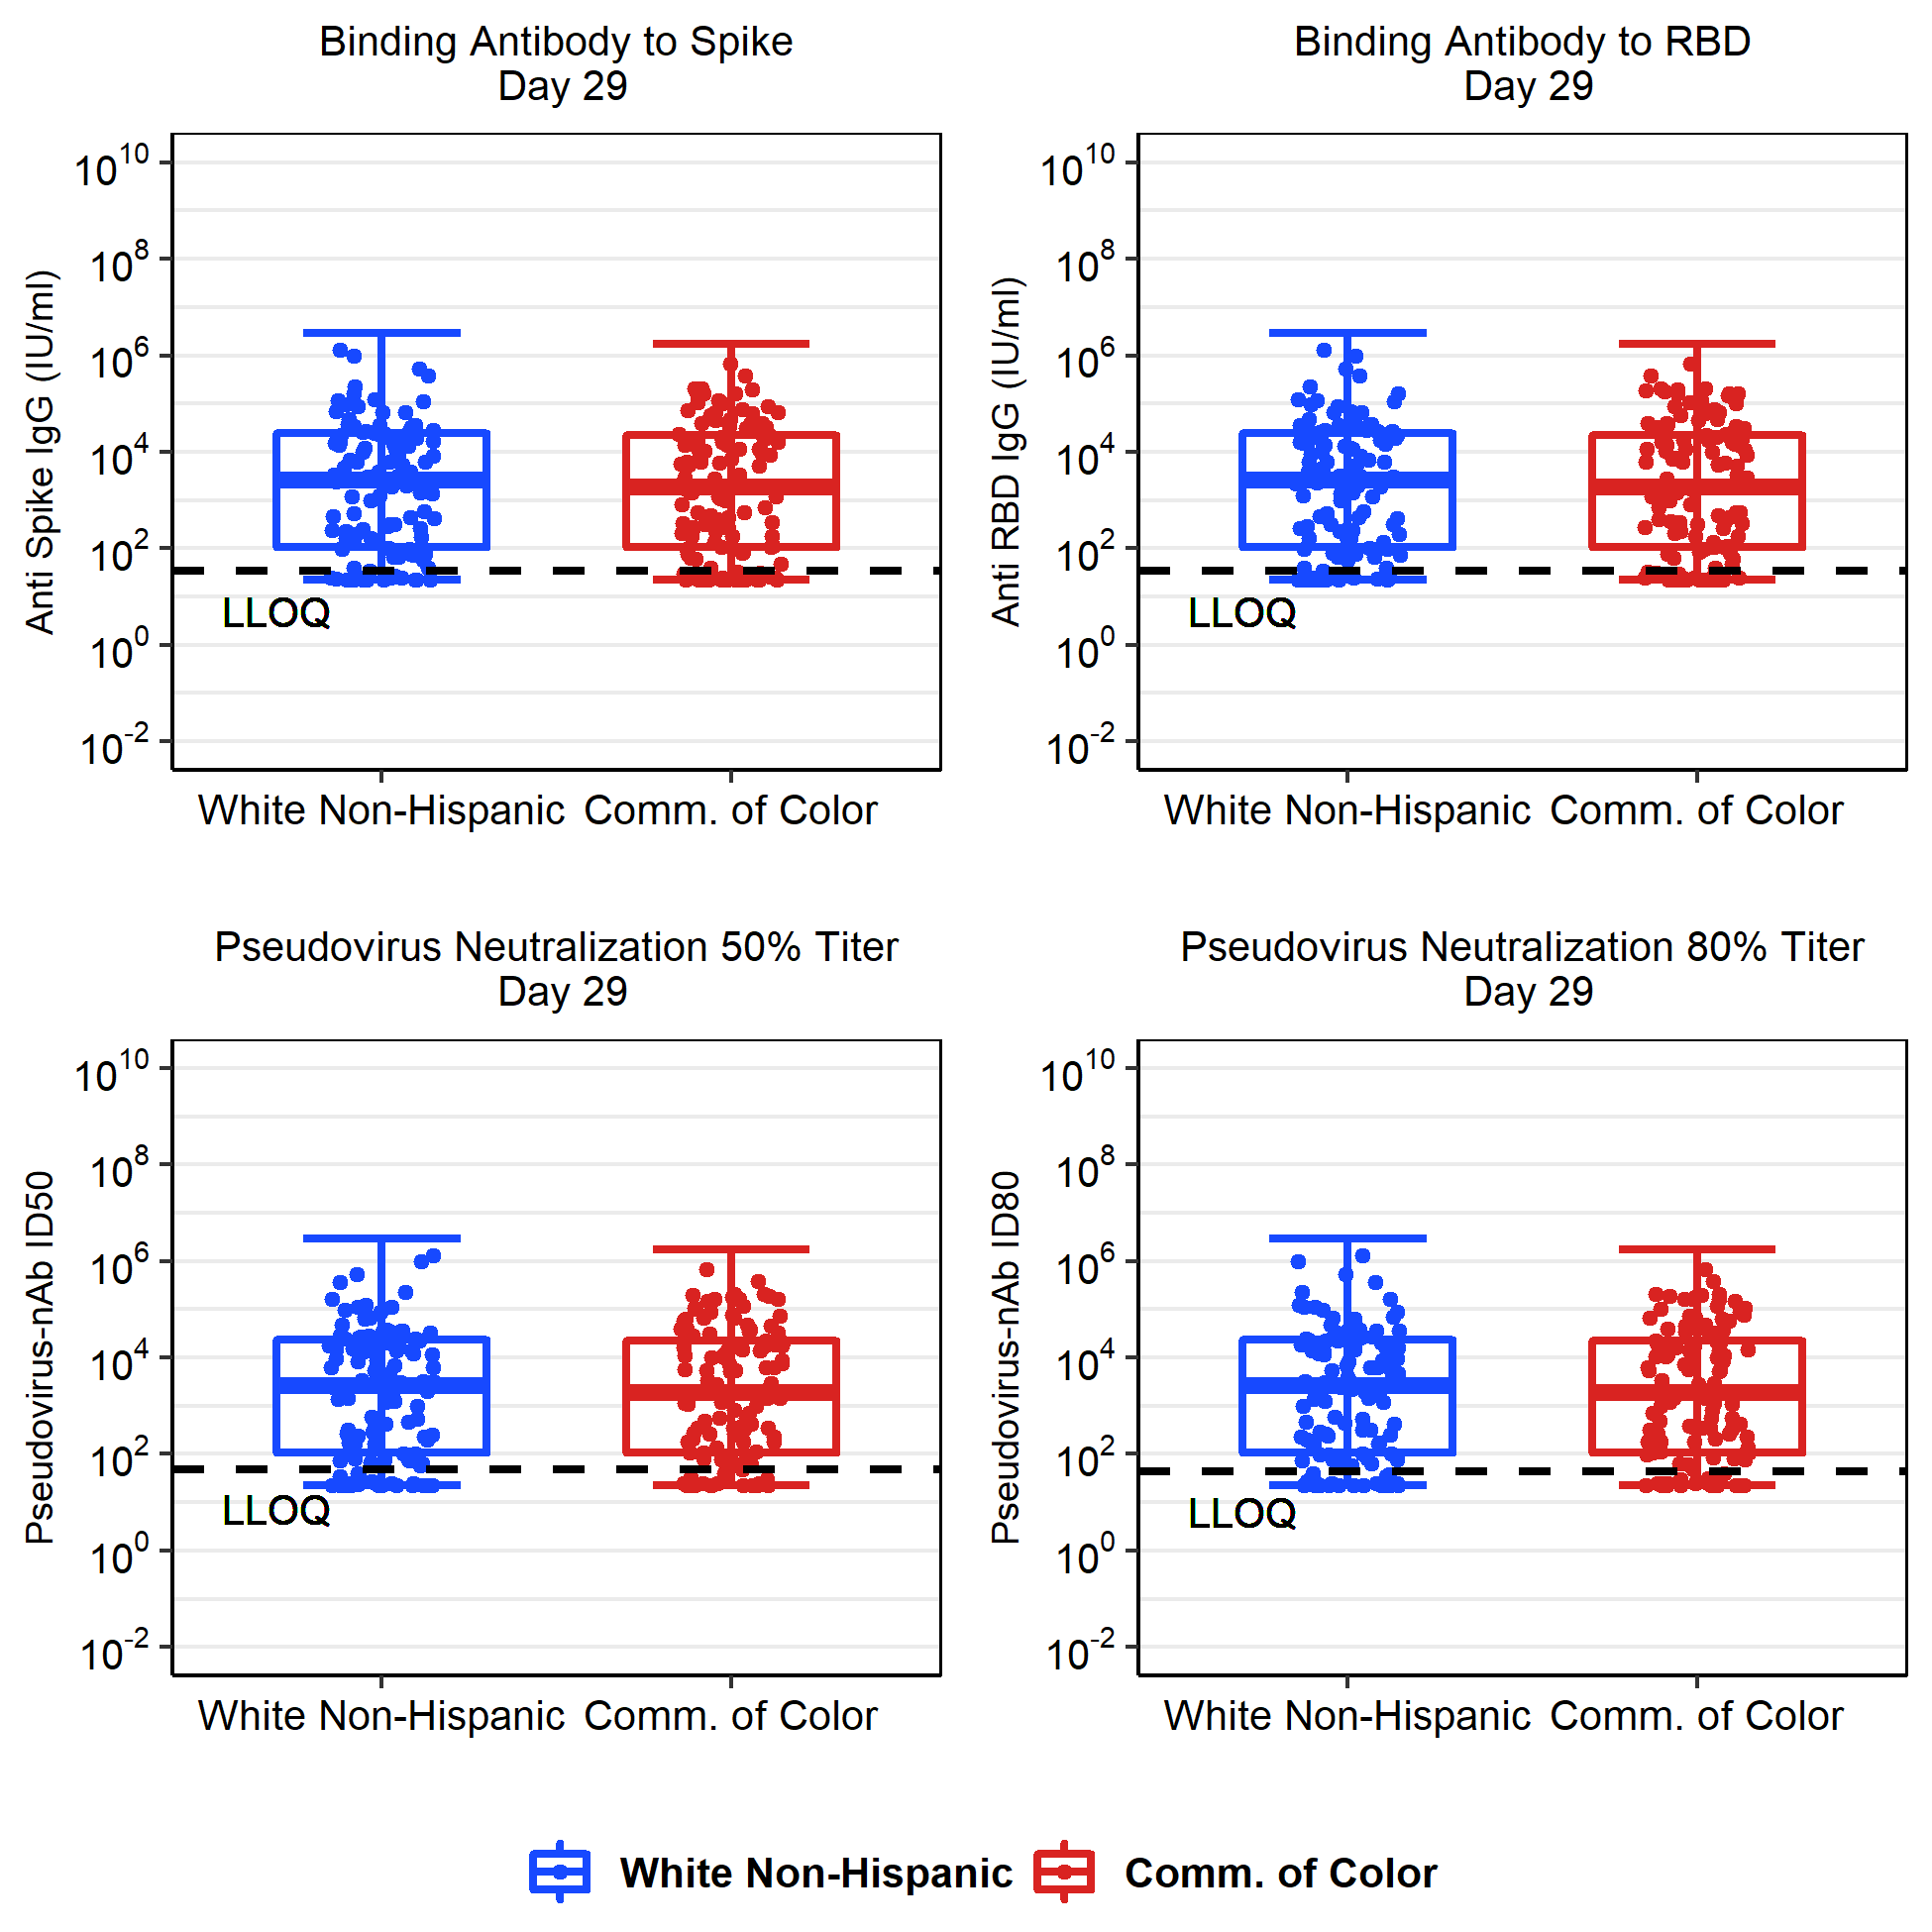 Binding Antibody to Spike
Day 29
Anti Spike IgG (IU/ml)
10^10
10^8
10^6
10^4
10^2
10^0
10^-2
LLOQ
White Non-Hispanic Comm. of Color
Binding Antibody to RBD
Day 29
Anti RBD IgG (IU/ml)
10^10
10^8
10^6
10^4
10^2
10^0
10^-2
LLOQ
White Non-Hispanic Comm. of Color
Pseudovirus Neutralization 50% Titer
Day 29
Pseudovirus-nAb ID50
10^10
10^8
10^6
10^4
10^2
10^0
10^-2
LLOQ
White Non-Hispanic Comm. of Color
Pseudovirus Neutralization 80% Titer
Day 29
Pseudovirus-nAb ID80
10^10
10^8
10^6
10^4
10^2
10^0
10^-2
LLOQ
White Non-Hispanic Comm. of Color
White Non-Hispanic Comm. of Color